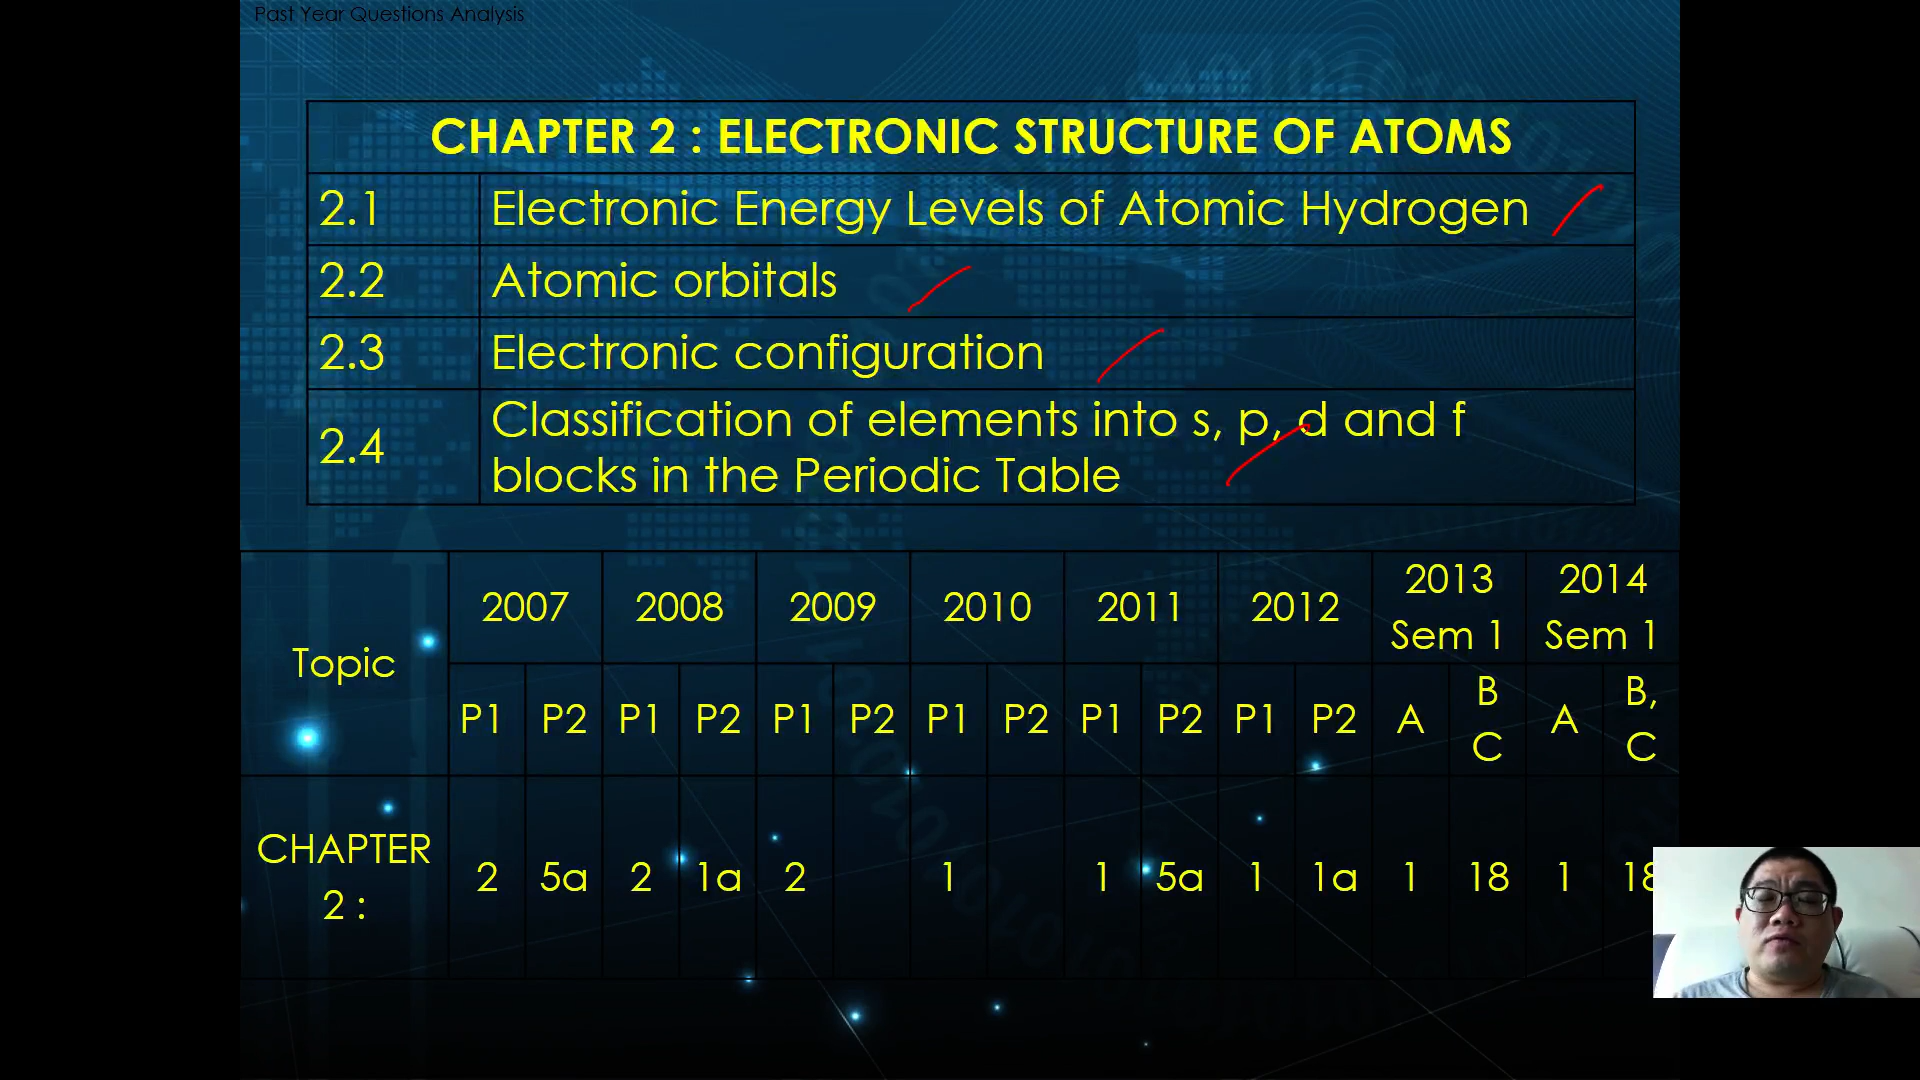 Past Year Questions Analysis
CHAPTER 2 : ELECTRONIC STRUCTURE OF ATOMS
2.1 Electronic Energy Levels of Atomic Hydrogen
2.2 Atomic orbitals
2.3 Electronic configuration
2.4 Classification of elements into s, p, d and f
blocks in the Periodic Table
Topic 2007 2008 2009 2010 2011 2012 2013 Sem 1 2014 Sem 1
P1 P2 P1 P2 P1 P2 P1 P2 P1 P2 P1 P2 A B C A B, C
CHAPTER 2 : 2 5a 2 1a 2 1 1 5a 1 1a 1 18 1 18